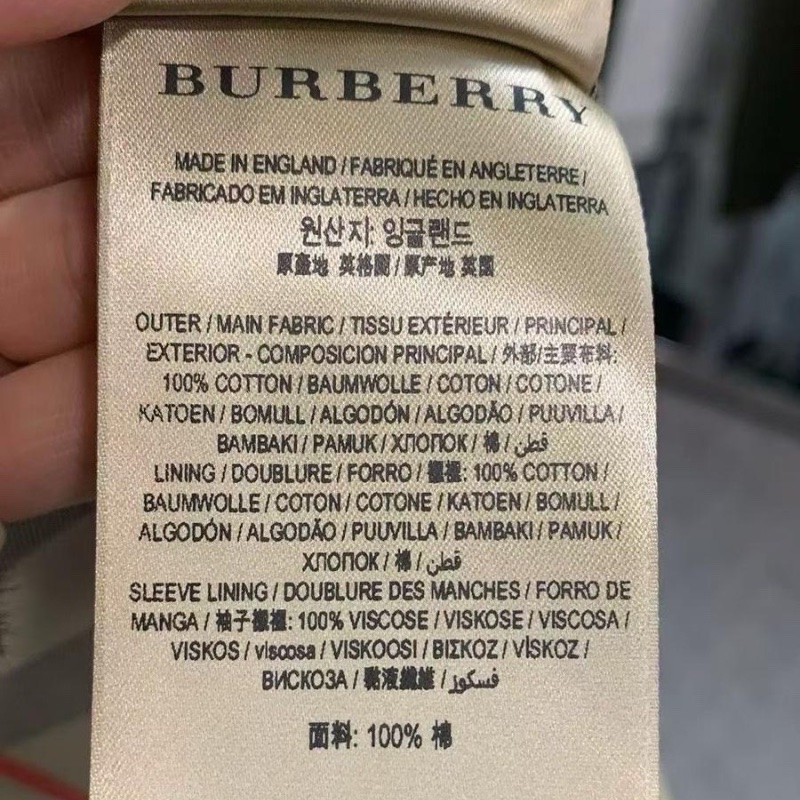 BURBERRY
MADE IN ENGLAND / FABRIQUÉ EN ANGLETERRE /
FABRICADO EM INGLATERRA / HECHO EN INGLATERRA
원산지: 잉글랜드
原產地 英格蘭 / 原产地 英国
OUTER / MAIN FABRIC / TISSU EXTÉRIEUR / PRINCIPAL /
EXTERIOR - COMPOSICION PRINCIPAL / 外部/主要布料:
100% COTTON / BAUMWOLLE / COTON / COTONE /
KATOEN / BOMULL / ALGODÓN / ALGODÃO / PUUVILLA /
BAMBAKI / PAMUK / ХЛОПОК / 棉 / قطن
LINING / DOUBLURE / FORRO / 襯裡: 100% COTTON /
BAUMWOLLE / COTON / COTONE / KATOEN / BOMULL /
ALGODÓN / ALGODÃO / PUUVILLA / BAMBAKI / PAMUK /
ХЛОПОК / 棉 / قطن
SLEEVE LINING / DOUBLURE DES MANCHES / FORRO DE
MANGA / 袖子襯裡: 100% VISCOSE / VISKOSE / VISCOSA /
VISKOS / viscosa / VISKOOSI / ΒΙΣΚΟΖ / VİSKOZ /
ВИСКОЗА / 黏液纖維 / فسكوز
面料: 100% 棉